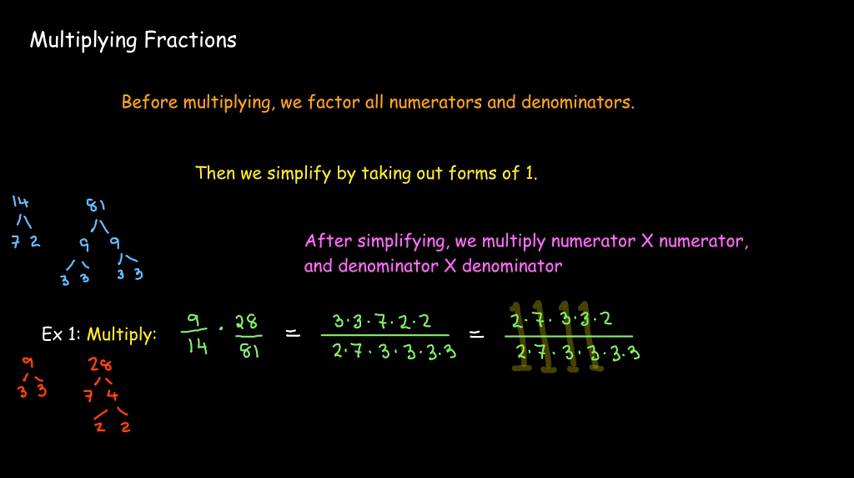 Multiplying Fractions
Before multiplying, we factor all numerators and denominators.
Then we simplify by taking out forms of 1.
14
7 2
81
9 9
3 3 3 3
After simplifying, we multiply numerator X numerator,
and denominator X denominator
Ex 1: Multiply:
9/14 · 28/81 = 3·3·7·2·2/2·7·3·3·3·3 = 2·7·3·3·2/2·7·3·3·3·3
9
3 3
28
7 4
2 2